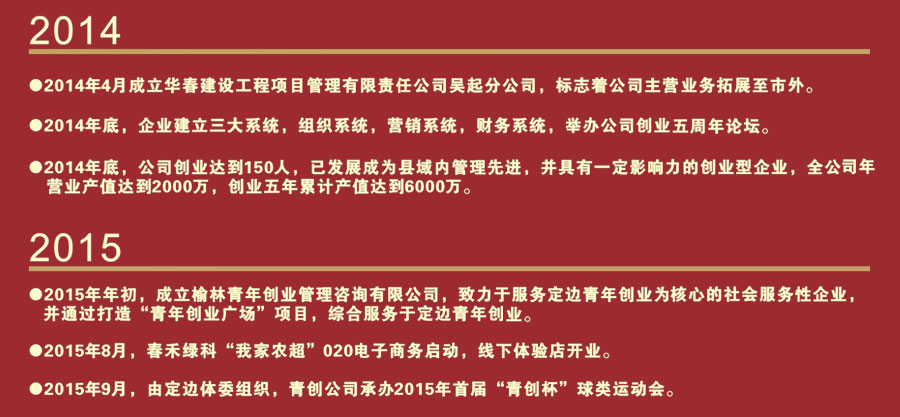 2014
●2014年4月成立华春建设工程项目管理有限责任公司吴起分公司，标志着公司主营业务拓展至市外。
●2014年底，企业建立三大系统，组织系统，营销系统，财务系统，举办公司创业五周年论坛。
●2014年底，公司创业达到150人，已发展成为县域内管理先进，并具有一定影响力的创业型企业，全公司年
营业产值达到2000万，创业五年累计产值达到6000万。
2015
●2015年年初，成立榆林青年创业管理咨询有限公司，致力于服务定边青年创业为核心的社会服务性企业，
并通过打造“青年创业广场”项目，综合服务于定边青年创业。
●2015年8月，春禾绿科“我家农超”020电子商务启动，线下体验店开业。
●2015年9月，由定边体委组织，青创公司承办2015年首届“青创杯”球类运动会。